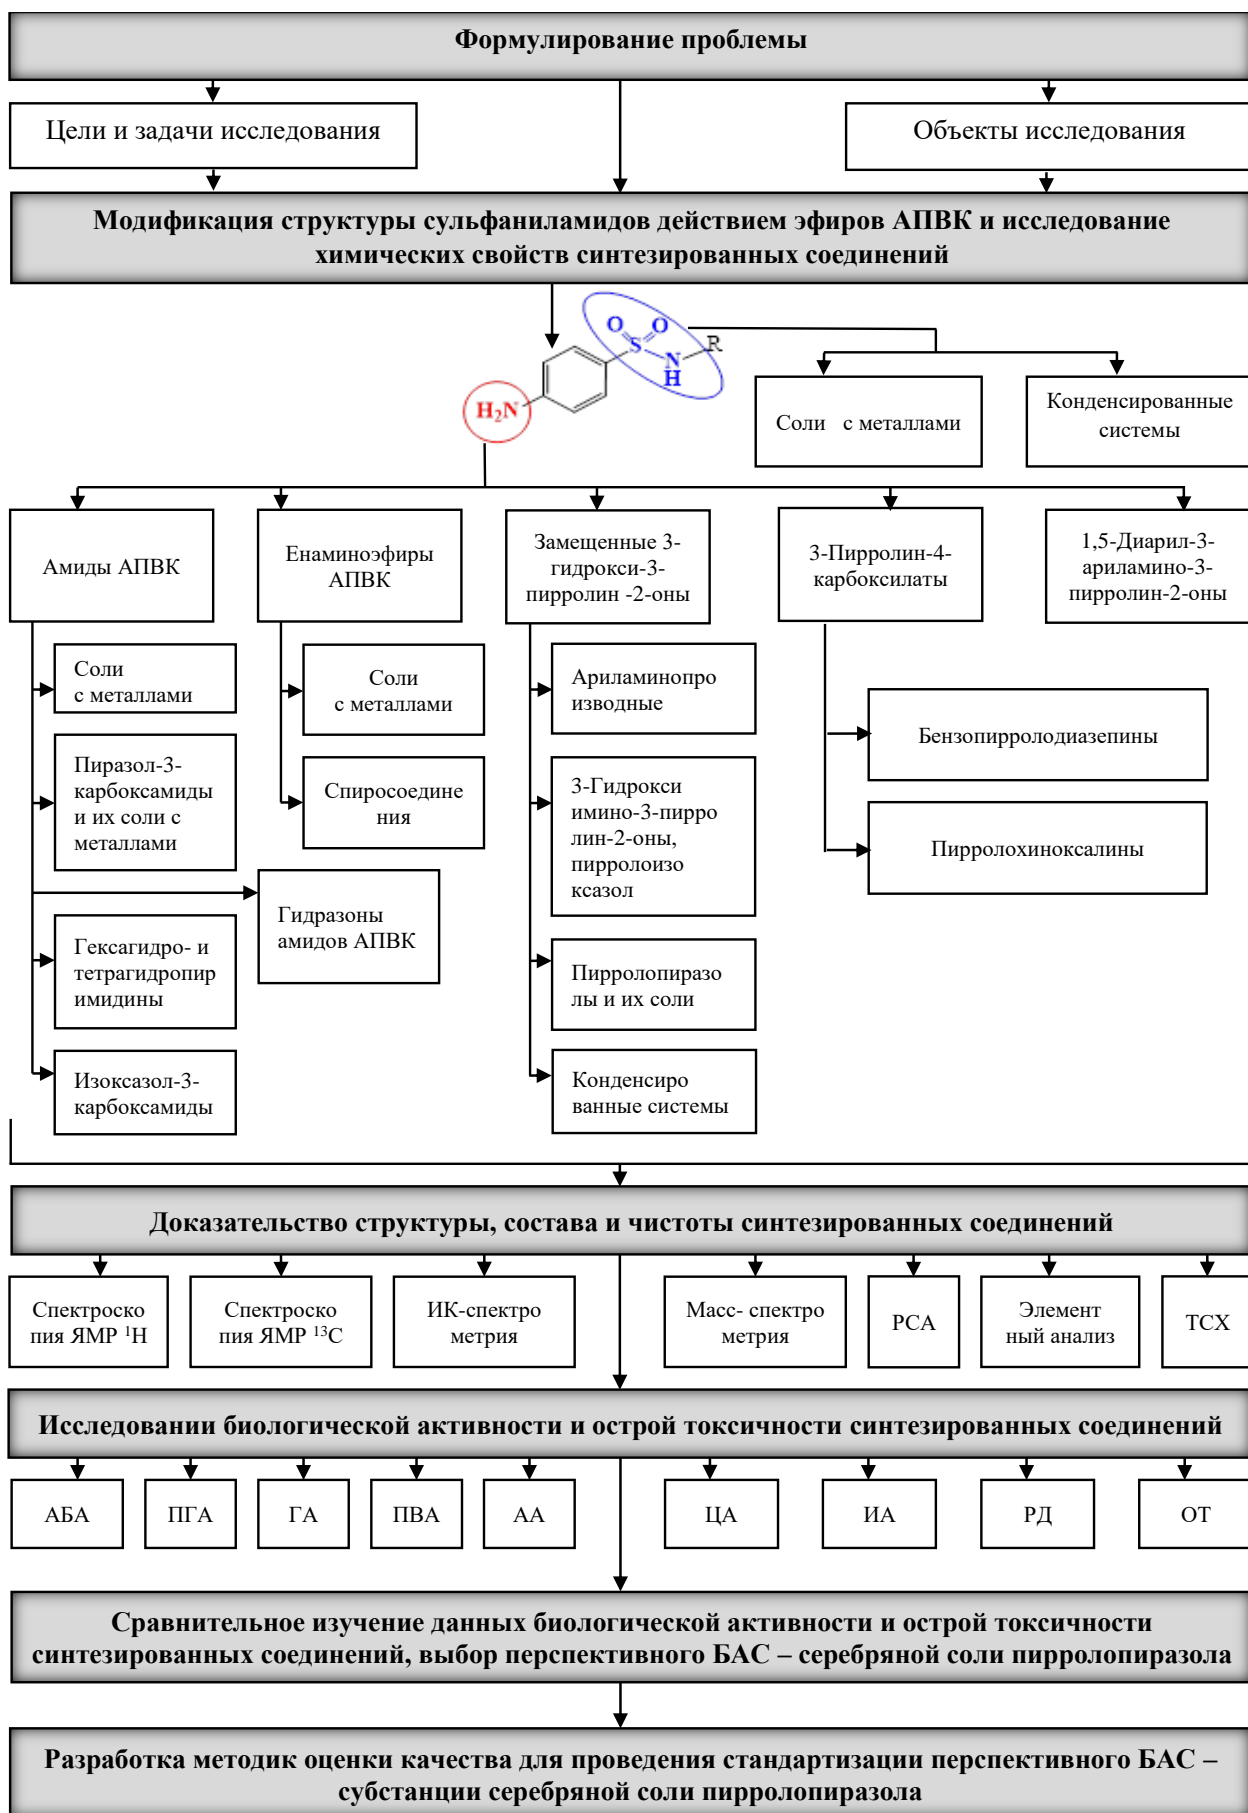 Формулирование проблемы
Цели и задачи исследования
Объекты исследования
Модификация структуры сульфаниламидов действием эфиров АПВК и исследование
химических свойств синтезированных соединений
O O
S
R
N
H
H₂N
Соли с металлами
Конденсированные
системы
Амиды АПВК
Енаминоэфиры
АПВК
Замещенные 3-
гидрокси-3-
пирролин -2-оны
3-Пирролин-4-
карбоксилаты
1,5-Диарил-3-
ариламино-3-
пирролин-2-оны
Соли
с металлами
Пиразол-3-
карбоксамиды
и их соли с
металлами
Гексагидро- и
тетрагидропир
имидины
Изоксазол-3-
карбоксамиды
Соли
с металлами
Спиросоедине
ния
Гидразоны
амидов АПВК
Ариламинопро
изводные
3-Гидрокси
имино-3-пирро
лин-2-оны,
пирролоизо
ксазол
Пирролопиразо
лы и их соли
Конденсиро
ванные системы
Бензопирролодиазепины
Пирролохиноксалины
Доказательство структуры, состава и чистоты синтезированных соединений
Спектроско
пия ЯМР ¹H
Спектроско
пия ЯМР ¹³C
ИК-спектро
метрия
Масс- спектро
метрия
РСА
Элемент
ный анализ
ТСХ
Исследовании биологической активности и острой токсичности синтезированных соединений
АБА
ПГА
ГА
ПВА
АА
ЦА
ИА
РД
ОТ
Сравнительное изучение данных биологической активности и острой токсичности
синтезированных соединений, выбор перспективного БАС – серебряной соли пирролопиразола
Разработка методик оценки качества для проведения стандартизации перспективного БАС –
субстанции серебряной соли пирролопиразола